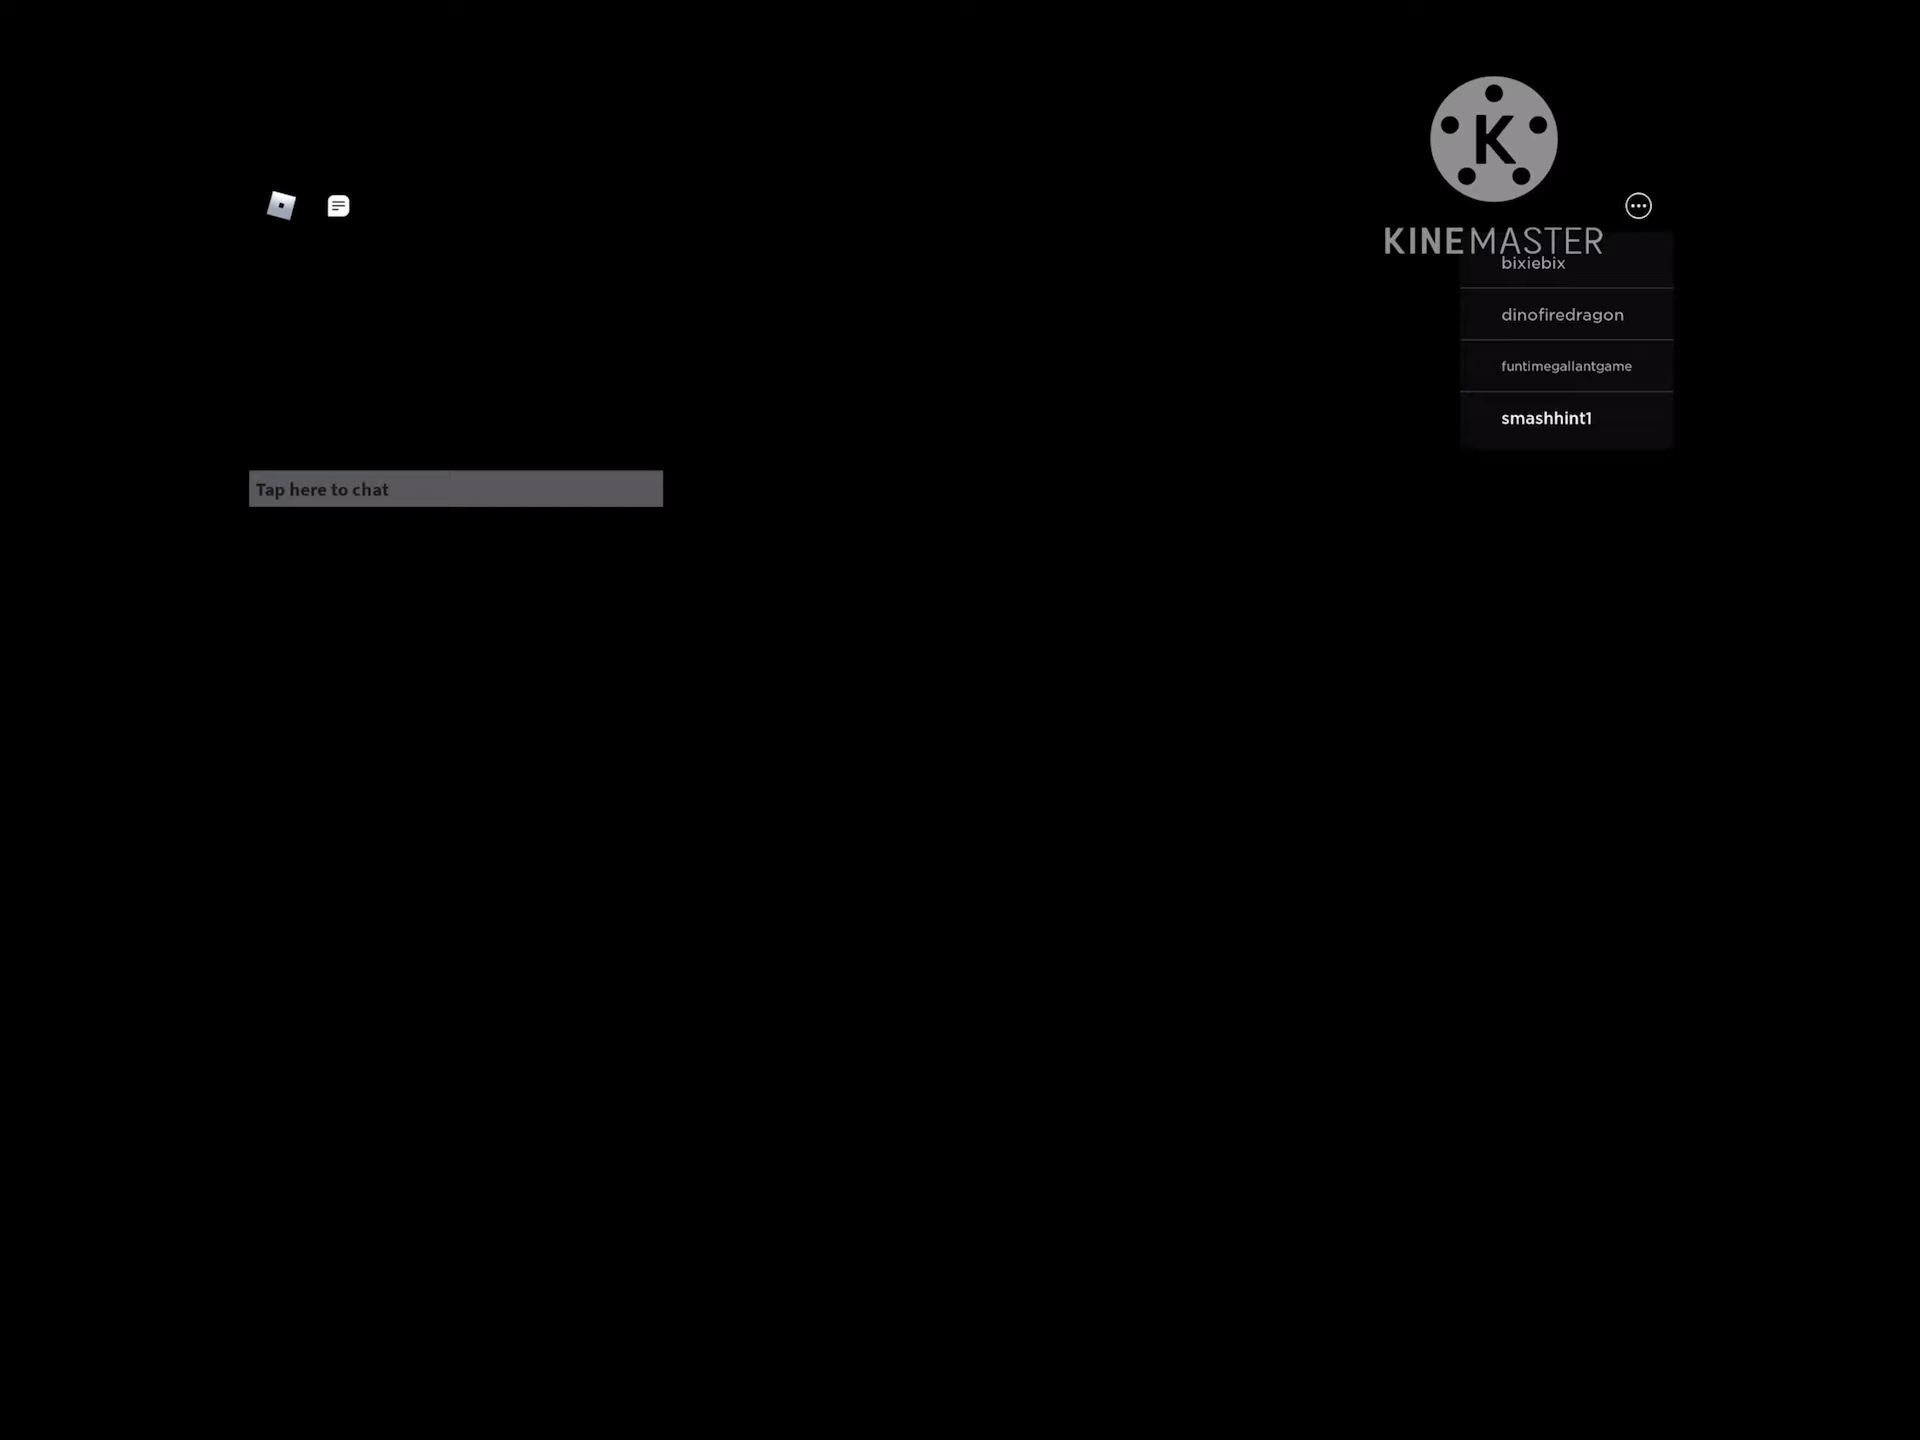 K
KINEMASTER
bixiebix
dinofiredragon
funtimegallantgame
smashhint1
Tap here to chat